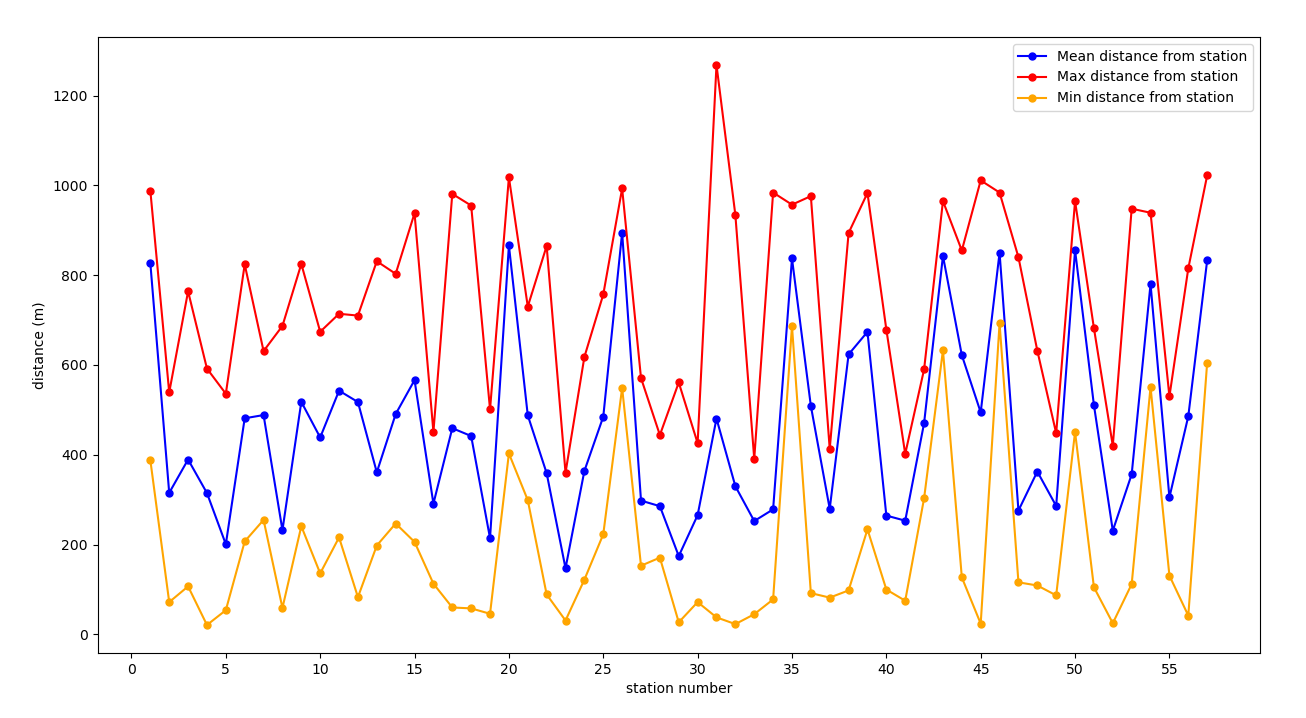 Mean distance from station
Max distance from station
Min distance from station
1200
1000
800
600
400
200
0
distance (m)
0 5 10 15 20 25 30 35 40 45 50 55
station number